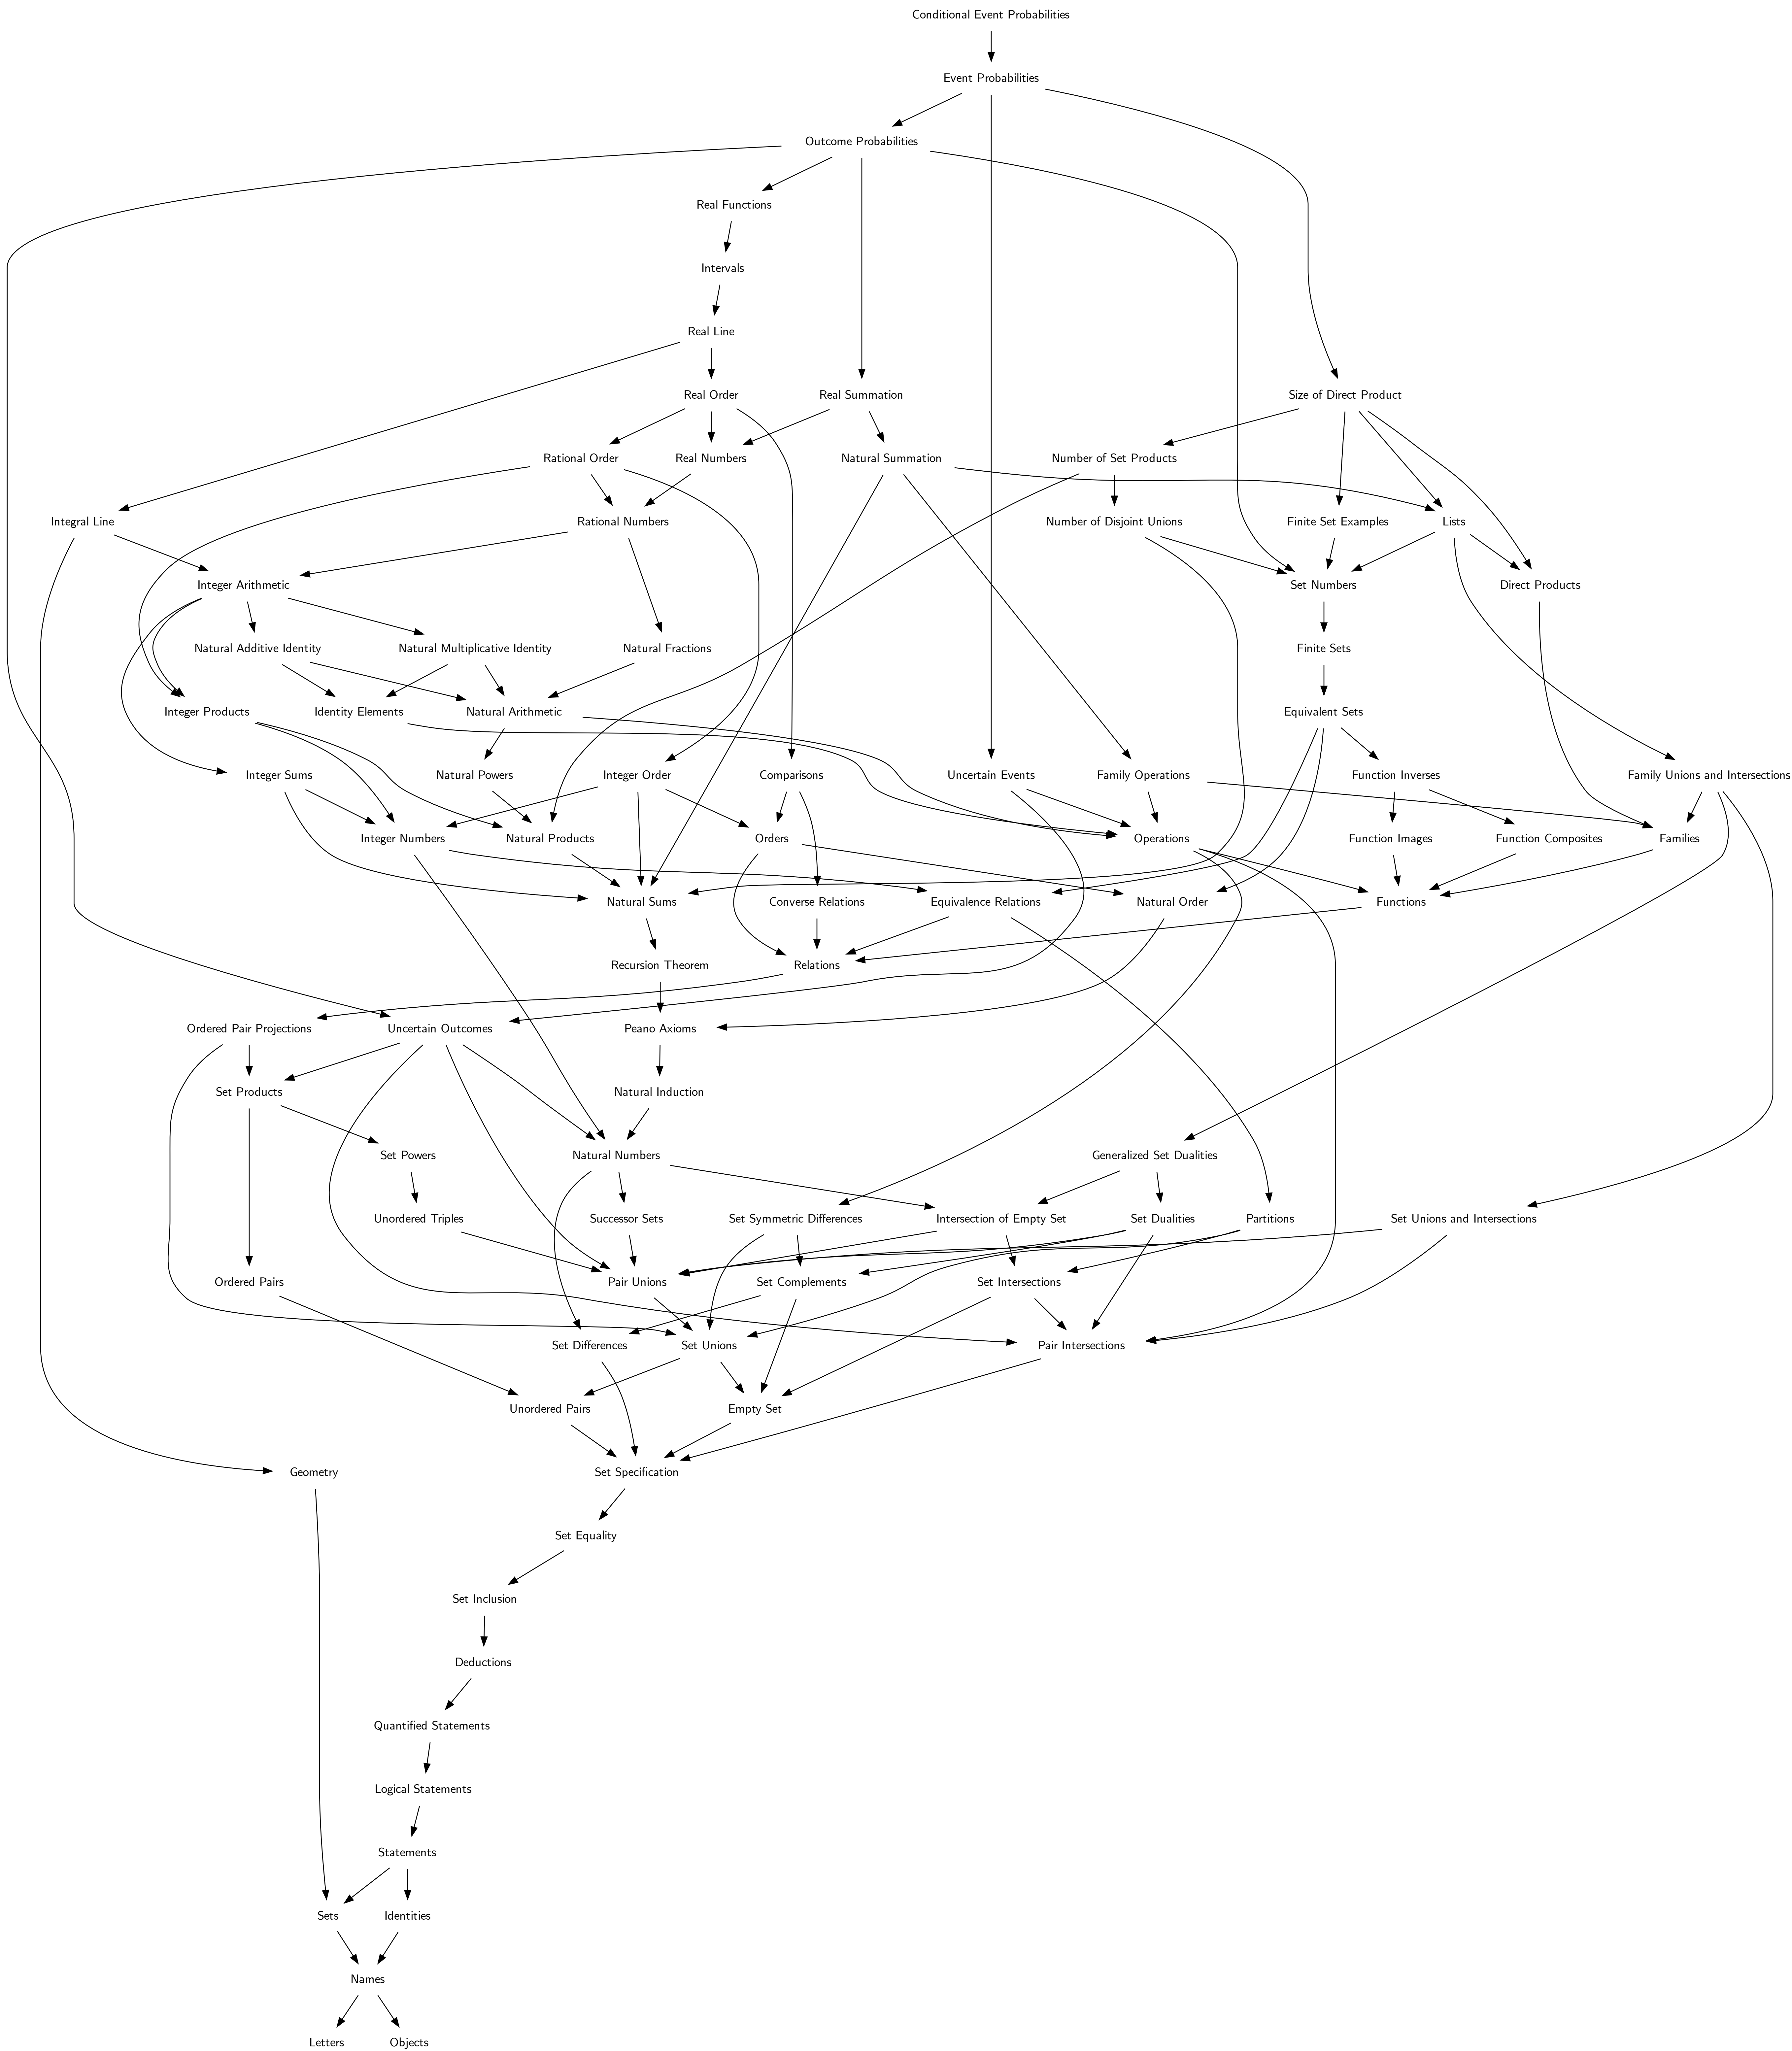 Conditional Event Probabilities
Event Probabilities
Outcome Probabilities
Real Functions
Intervals
Real Line
Real Order
Real Summation
Size of Direct Product
Rational Order
Real Numbers
Natural Summation
Number of Set Products
Integral Line
Rational Numbers
Number of Disjoint Unions
Finite Set Examples
Lists
Integer Arithmetic
Set Numbers
Direct Products
Natural Additive Identity
Natural Multiplicative Identity
Natural Fractions
Finite Sets
Integer Products
Identity Elements
Natural Arithmetic
Equivalent Sets
Integer Sums
Natural Powers
Integer Order
Comparisons
Uncertain Events
Family Operations
Function Inverses
Family Unions and Intersections
Integer Numbers
Natural Products
Orders
Operations
Function Images
Function Composites
Families
Natural Sums
Converse Relations
Equivalence Relations
Natural Order
Functions
Recursion Theorem
Relations
Ordered Pair Projections
Uncertain Outcomes
Peano Axioms
Set Products
Natural Induction
Set Powers
Natural Numbers
Generalized Set Dualities
Unordered Triples
Successor Sets
Set Symmetric Differences
Intersection of Empty Set
Set Dualities
Partitions
Set Unions and Intersections
Ordered Pairs
Pair Unions
Set Complements
Set Intersections
Set Differences
Set Unions
Pair Intersections
Unordered Pairs
Empty Set
Geometry
Set Specification
Set Equality
Set Inclusion
Deductions
Quantified Statements
Logical Statements
Statements
Sets
Identities
Names
Letters
Objects